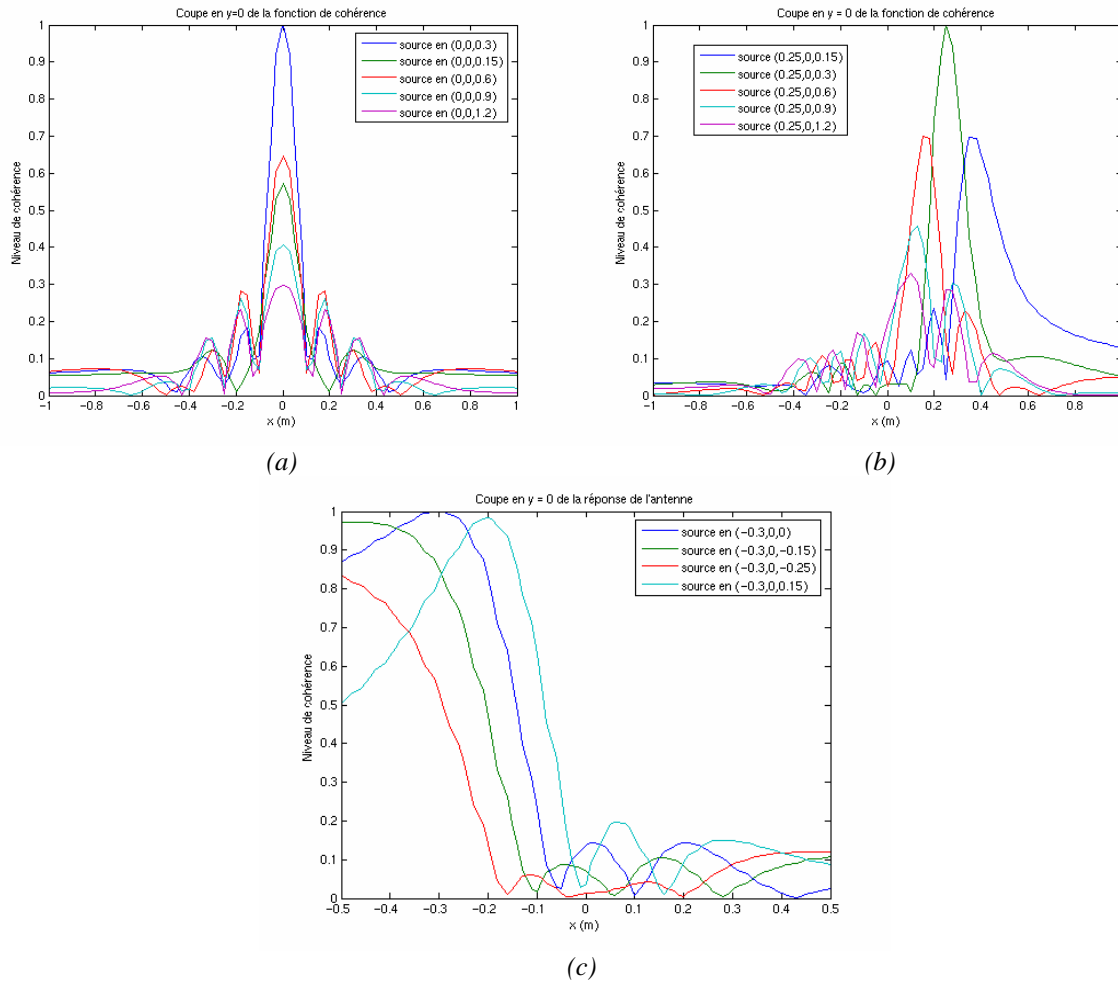 Coupe en y=0 de la fonction de cohérence
Niveau de cohérence
1
0.9
0.8
0.7
0.6
0.5
0.4
0.3
0.2
0.1
0
source en (0,0,0.3)
source en (0,0,0.15)
source en (0,0,0.6)
source en (0,0,0.9)
source en (0,0,1.2)
-1 -0.8 -0.6 -0.4 -0.2 0 0.2 0.4 0.6 0.8 1
x (m)
(a)
Coupe en y = 0 de la fonction de cohérence
Niveau de cohérence
1
0.9
0.8
0.7
0.6
0.5
0.4
0.3
0.2
0.1
0
source (0.25,0,0.15)
source (0.25,0,0.3)
source (0.25,0,0.6)
source (0.25,0,0.9)
source (0.25,0,1.2)
-1 -0.8 -0.6 -0.4 -0.2 0 0.2 0.4 0.6 0.8
x (m)
(b)
Coupe en y = 0 de la réponse de l'antenne
Niveau de cohérence
1
0.9
0.8
0.7
0.6
0.5
0.4
0.3
0.2
0.1
0
source en (-0.3,0,0)
source en (-0.3,0,-0.15)
source en (-0.3,0,-0.25)
source en (-0.3,0,0.15)
-0.5 -0.4 -0.3 -0.2 -0.1 0 0.1 0.2 0.3 0.4 0.5
x (m)
(c)